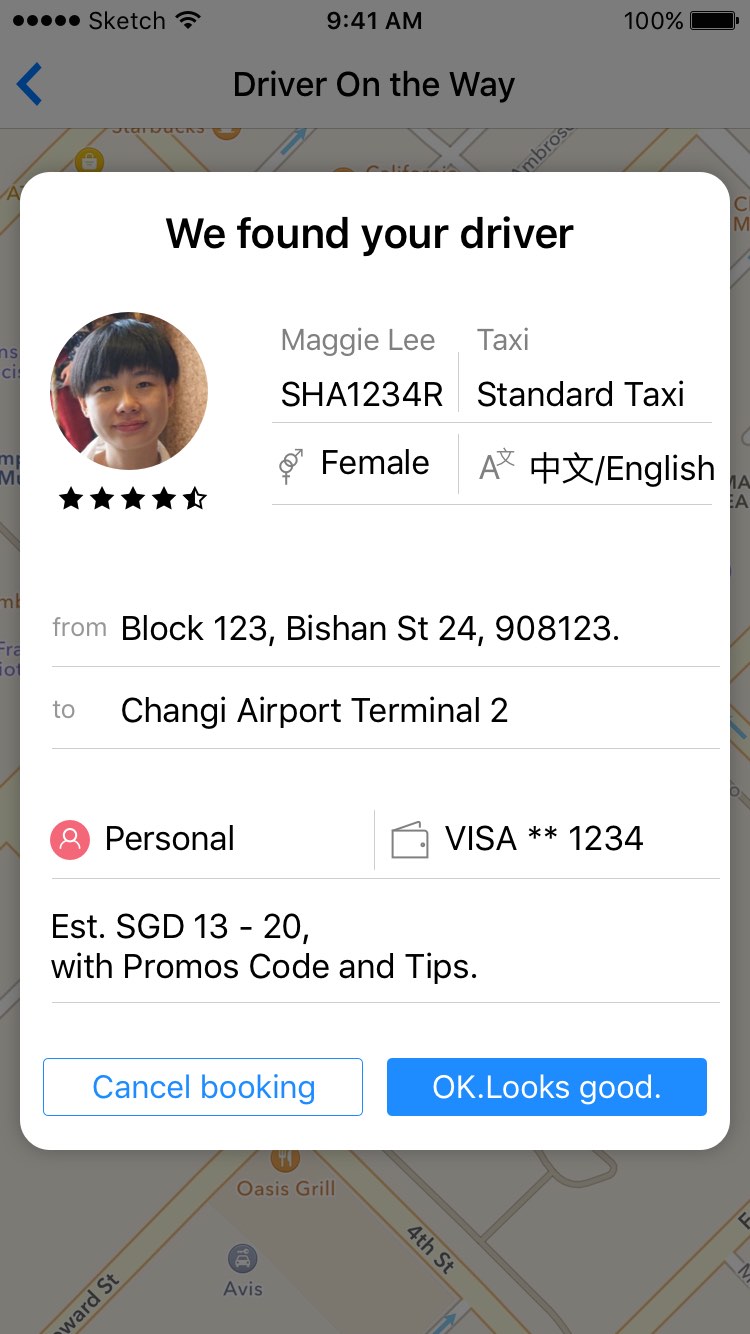 Sketch 9:41 AM 100%
Driver On the Way
Starbucks
California
Ambrose
We found your driver
Maggie Lee Taxi
SHA1234R Standard Taxi
Female 中文/English
from Block 123, Bishan St 24, 908123.
to Changi Airport Terminal 2
Personal VISA ** 1234
Est. SGD 13 - 20,
with Promos Code and Tips.
Cancel booking OK.Looks good.
Oasis Grill
4th St
Avis
ward St